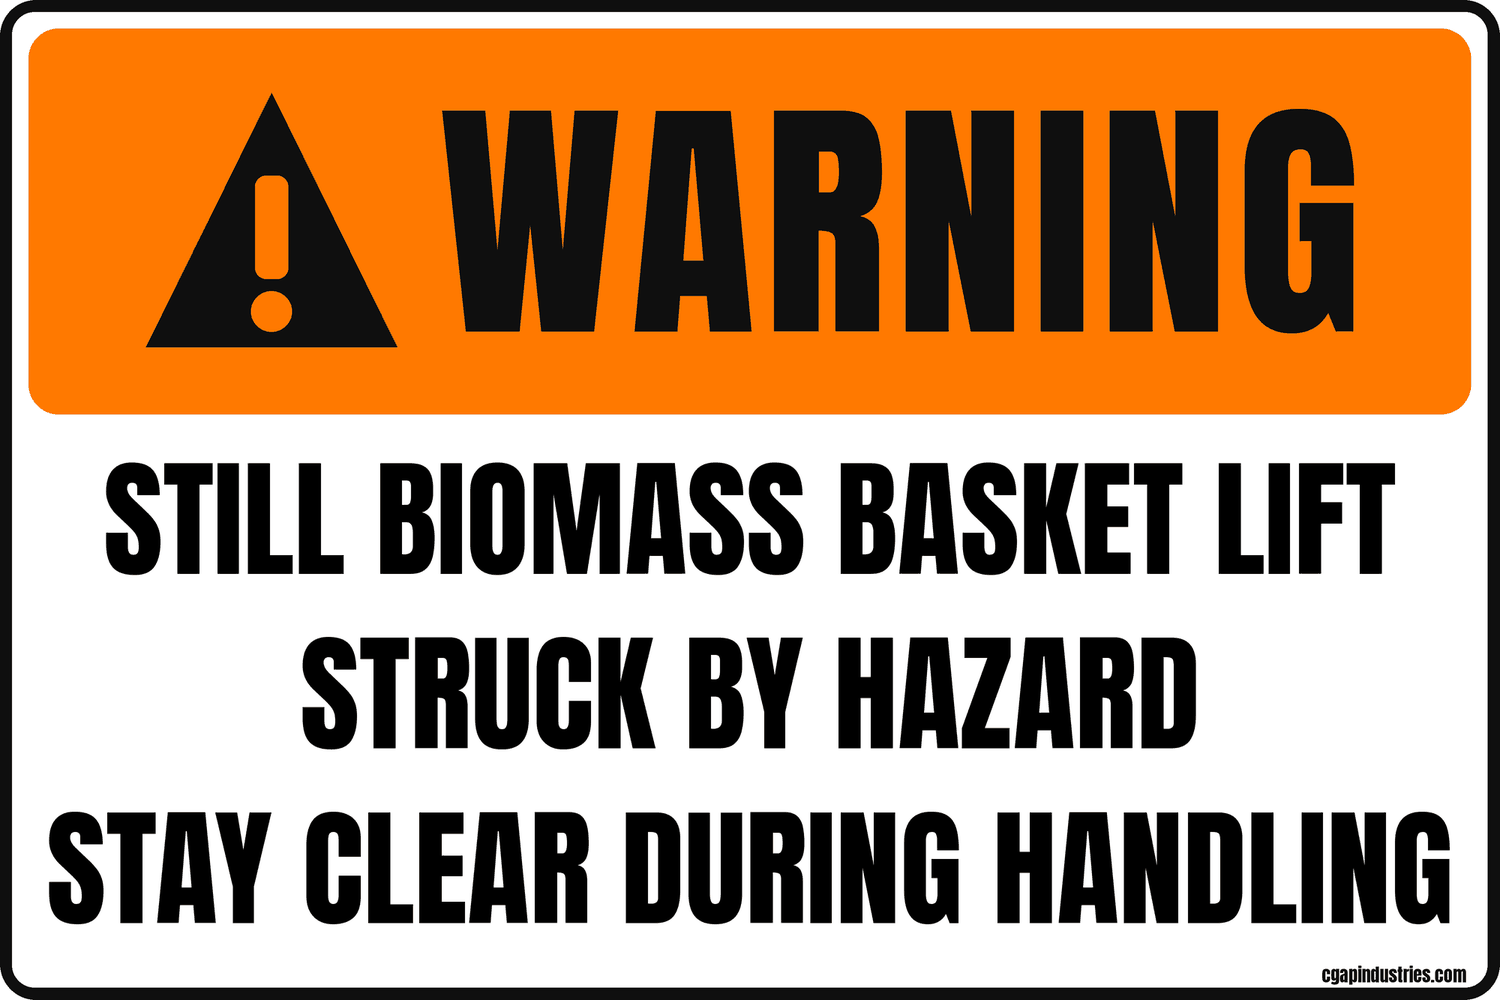 WARNING
STILL BIOMASS BASKET LIFT
STRUCK BY HAZARD
STAY CLEAR DURING HANDLING
cgapindustries.com